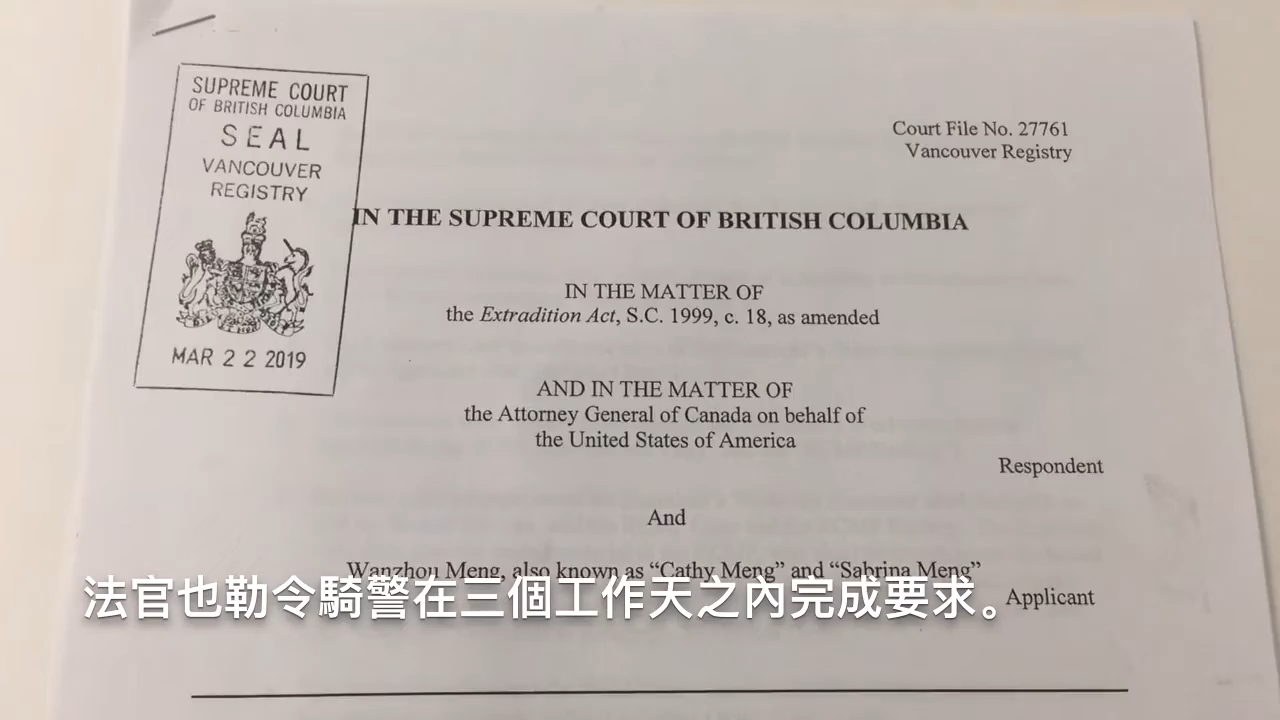 SUPREME COURT
OF BRITISH COLUMBIA
SEAL
VANCOUVER
REGISTRY
MAR 2 2 2019
Court File No. 27761
Vancouver Registry
IN THE SUPREME COURT OF BRITISH COLUMBIA
IN THE MATTER OF
the Extradition Act, S.C. 1999, c. 18, as amended
AND IN THE MATTER OF
the Attorney General of Canada on behalf of
the United States of America
Respondent
And
Wanzhou Meng, also known as “Cathy Meng” and “Sabrina Meng”
Applicant
法官也勒令騎警在三個工作天之內完成要求。